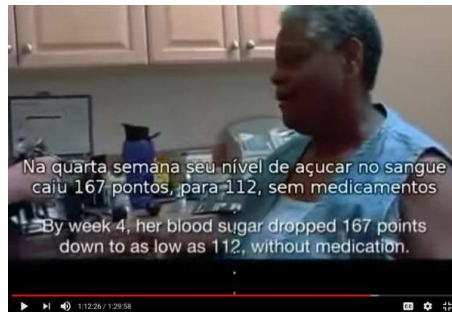 Na quarta semana seu nível de açucar no sangue
caiu 167 pontos, para 112, sem medicamentos
By week 4, her blood sugar dropped 167 points
down to as low as 112, without medication.
1:12:26 / 1:29:58
CC